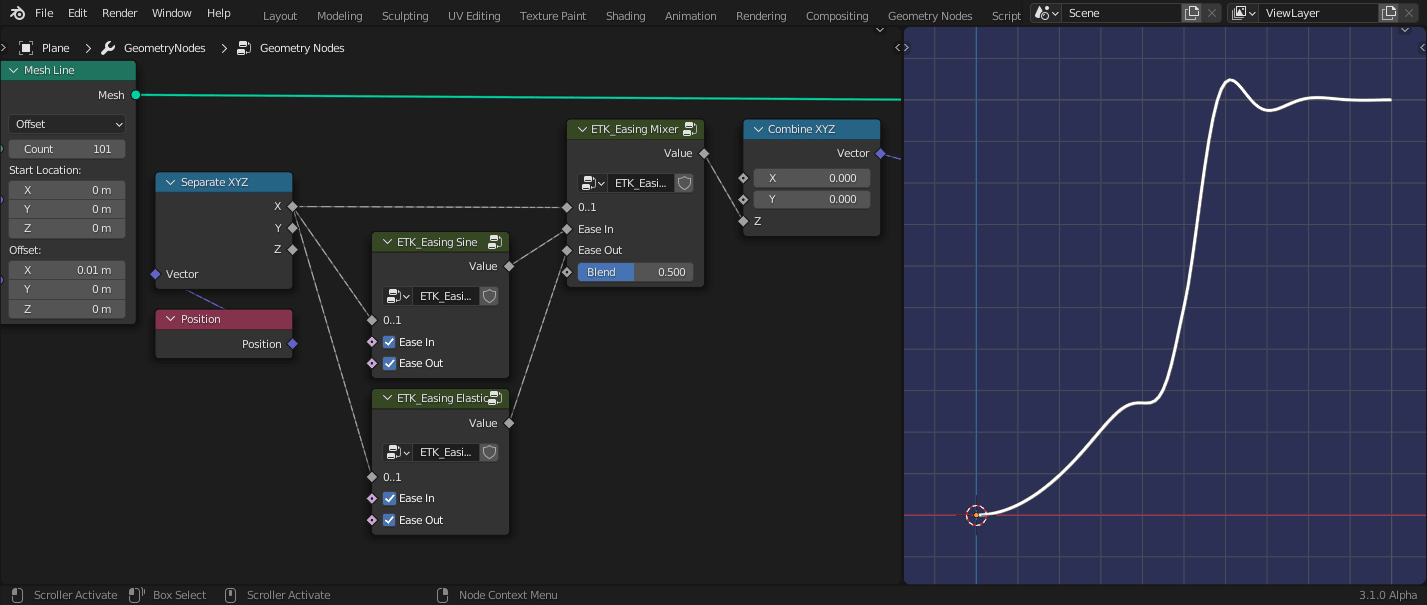 File Edit Render Window Help
Layout Modeling Sculpting UV Editing Texture Paint Shading Animation Rendering Compositing Geometry Nodes Script
Scene
ViewLayer
Plane GeometryNodes Geometry Nodes
Mesh Line
Mesh
Offset
Count 101
Start Location:
X 0 m
Y 0 m
Z 0 m
Offset:
X 0.01 m
Y 0 m
Z 0 m
Separate XYZ
X
Y
Z
Vector
Position
Position
ETK_Easing Sine
Value
ETK_Easi...
0..1
Ease In
Ease Out
ETK_Easing Elastic
Value
ETK_Easi...
0..1
Ease In
Ease Out
ETK_Easing Mixer
Value
ETK_Easi...
0..1
Ease In
Ease Out
Blend 0.500
Combine XYZ
Vector
X 0.000
Y 0.000
Z
Scroller Activate Box Select Scroller Activate Node Context Menu 3.1.0 Alpha